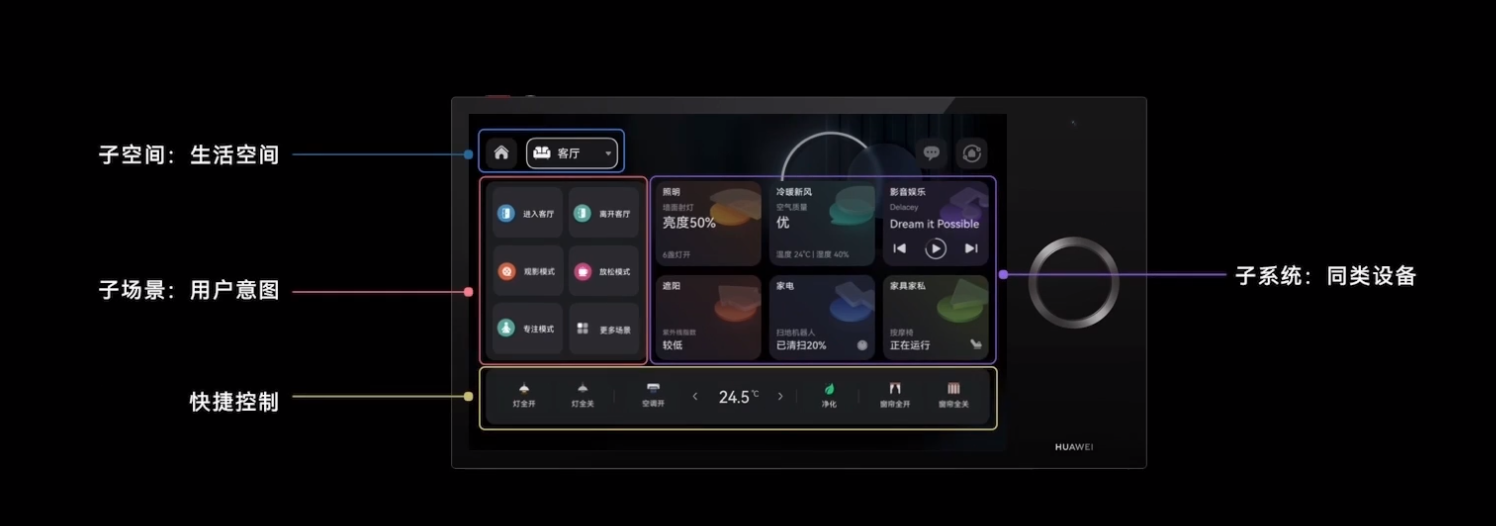 子空间：生活空间
子场景：用户意图
快捷控制
子系统：同类设备
客厅
进入客厅
离开客厅
观影模式
放松模式
专注模式
更多场景
照明
墙面射灯
亮度50%
6盏灯开
冷暖新风
空气质量
优
温度 24℃ | 湿度 40%
影音娱乐
Delacey
Dream it Possible
遮阳
紫外线指数
较低
家电
扫地机器人
已清扫20%
家具家私
按摩椅
正在运行
灯全开
灯全关
空调开
24.5℃
净化
窗帘全开
窗帘全关
HUAWEI